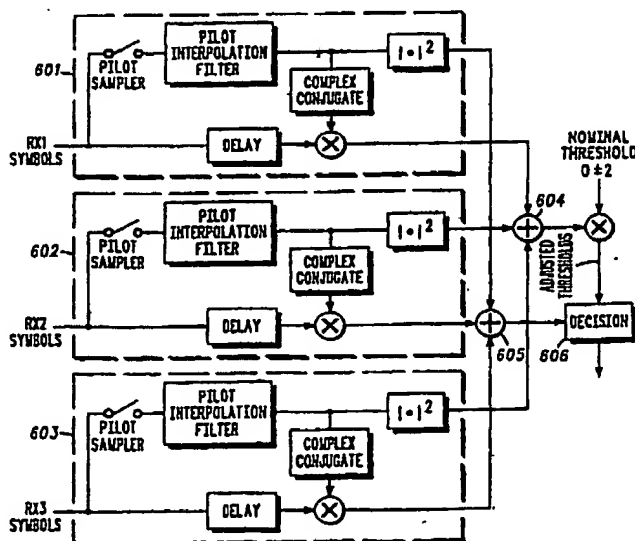 601
PILOT
SAMPLER
PILOT
INTERPOLATION
FILTER
|•|²
COMPLEX
CONJUGATE
RX1
SYMBOLS
DELAY
×
NOMINAL
THRESHOLD
0 ± 2
602
PILOT
SAMPLER
PILOT
INTERPOLATION
FILTER
|•|²
COMPLEX
CONJUGATE
RX2
SYMBOLS
DELAY
×
+
604
×
ADJUSTED
THRESHOLDS
+
605
DECISION
606
603
PILOT
SAMPLER
PILOT
INTERPOLATION
FILTER
|•|²
COMPLEX
CONJUGATE
RX3
SYMBOLS
DELAY
×